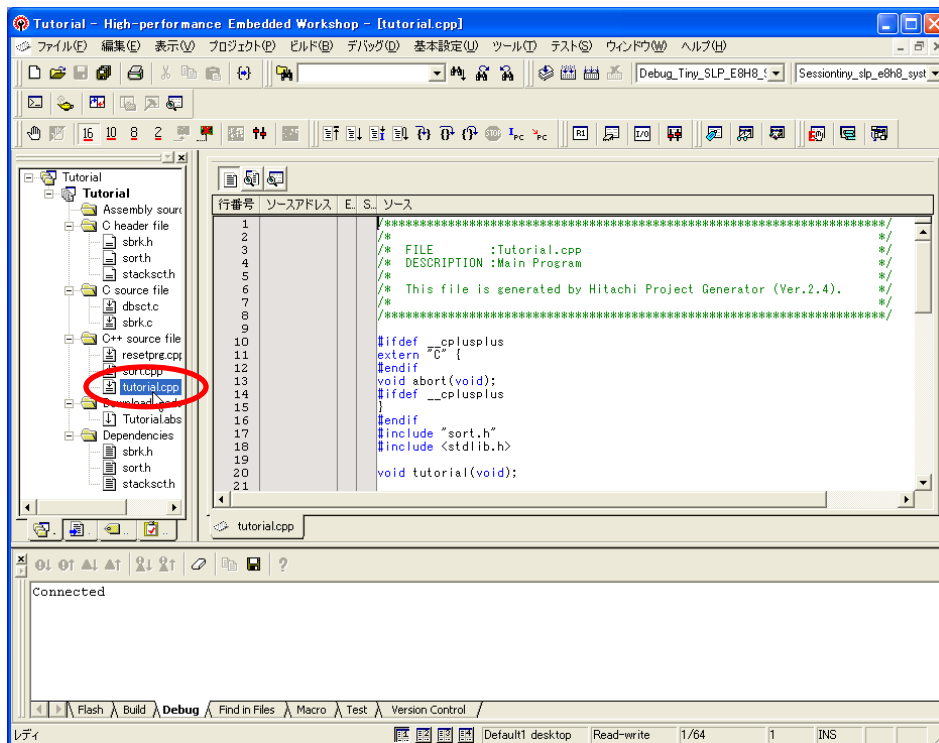 Tutorial - High-performance Embedded Workshop - [tutorial.cpp]
ファイル(F) 編集(E) 表示(V) プロジェクト(P) ビルド(B) デバッグ(D) 基本設定(U) ツール(T) テスト(S) ウィンドウ(W) ヘルプ(H)
Debug_Tiny_SLP_E8H8_ Sessiontiny_slp_e8h8_syst
16 10 8 2
Tutorial
Tutorial
Assembly sour
C header file
sbrk.h
sort.h
stacksct.h
C source file
dbsct.c
sbrk.c
C++ source file
resetprg.cpp
sort.cpp
tutorial.cpp
Tutorial.abs
Dependencies
sbrk.h
sort.h
stacksct.h
行番号 ソースアドレス E.. S.. ソース
1 /***********************************************************************/
2 /* */
3 /* FILE :Tutorial.cpp */
4 /* DESCRIPTION :Main Program */
5 /* */
6 /* This file is generated by Hitachi Project Generator (Ver.2.4). */
7 /* */
8 /***********************************************************************/
9
10 #ifdef __cplusplus
11 extern "C" {
12 #endif
13 void abort(void);
14 #ifdef __cplusplus
15 }
16 #endif
17 #include "sort.h"
18 #include <stdlib.h>
19
20 void tutorial(void);
21
tutorial.cpp
Connected
Flash Build Debug Find in Files Macro Test Version Control
レディ Default1 desktop Read-write 1/64 1 INS